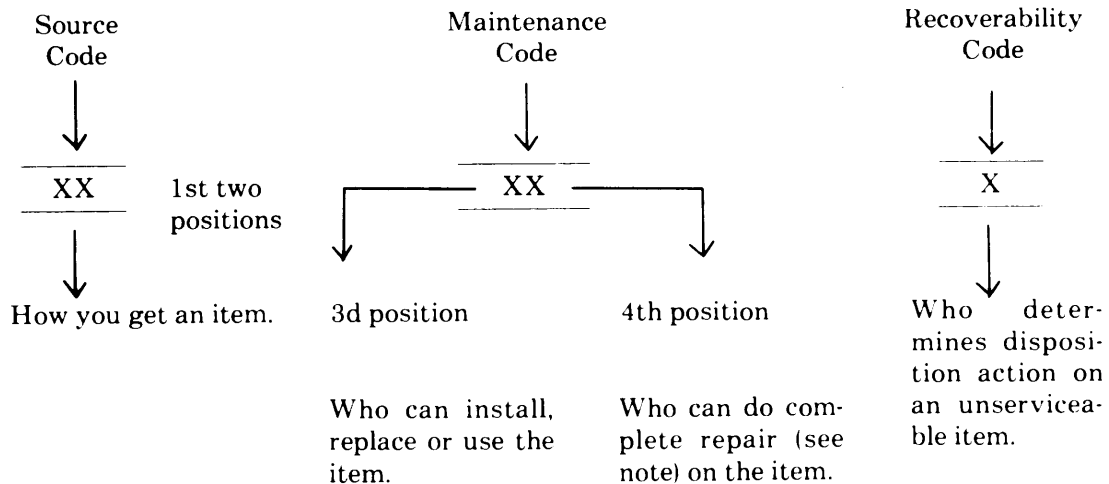 Source
Code
Maintenance
Code
Recoverability
Code
XX
1st two
positions
XX
X
How you get an item.
3d position
4th position
Who deter-
mines disposi-
tion action on
an unservicea-
ble item.
Who can install,
replace or use the
item.
Who can do com-
plete repair (see
note) on the item.